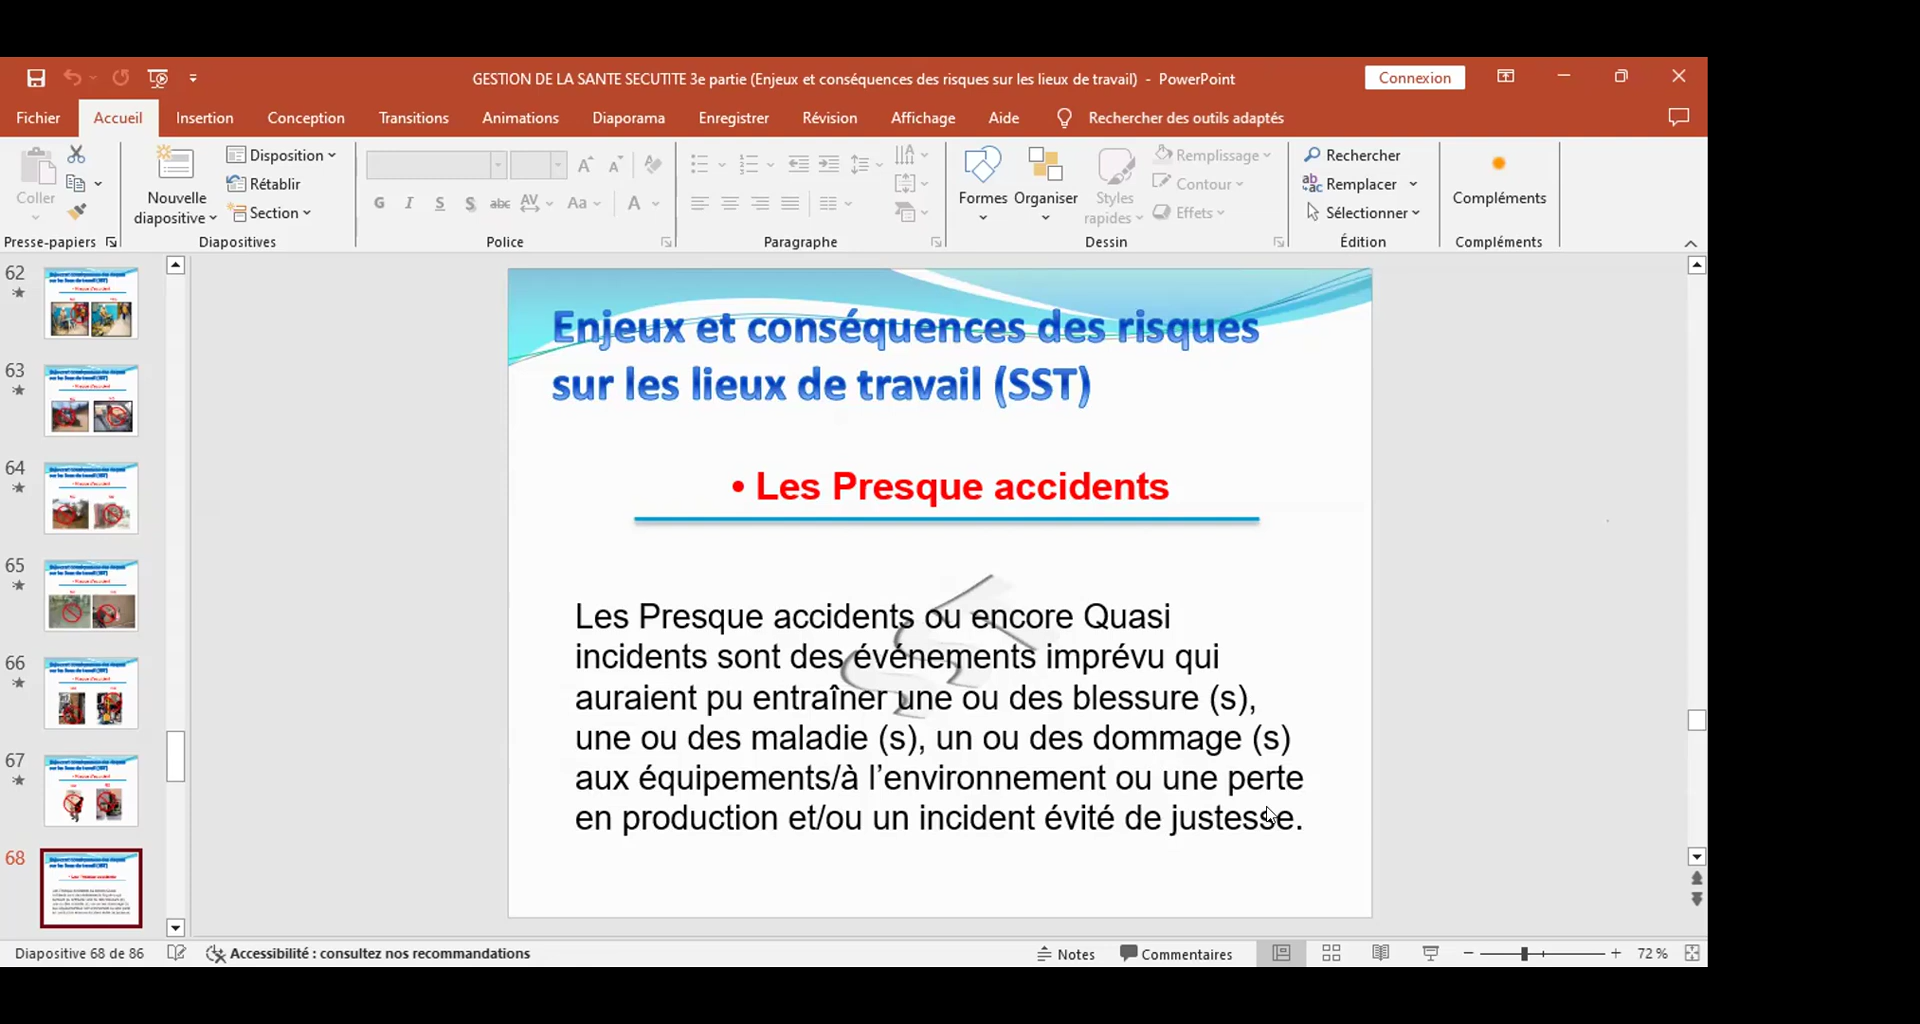 GESTION DE LA SANTE SECUTITE 3e partie (Enjeux et conséquences des risques sur les lieux de travail) - PowerPoint
Connexion
Fichier
Accueil
Insertion
Conception
Transitions
Animations
Diaporama
Enregistrer
Révision
Affichage
Aide
Rechercher des outils adaptés
Coller
Nouvelle
diapositive
Disposition
Rétablir
Section
G I S S abc AV Aa A
Formes
Organiser
Styles
rapides
Remplissage
Contour
Effets
Rechercher
Remplacer
Sélectionner
Compléments
Presse-papiers
Diapositives
Police
Paragraphe
Dessin
Édition
Compléments
62
63
64
65
66
67
68
Enjeux et conséquences des risques
sur les lieux de travail (SST)
• Les Presque accidents
Les Presque accidents ou encore Quasi
incidents sont des événements imprévu qui
auraient pu entraîner une ou des blessure (s),
une ou des maladie (s), un ou des dommage (s)
aux équipements/à l’environnement ou une perte
en production et/ou un incident évité de justesse.
Diapositive 68 de 86
Accessibilité : consultez nos recommandations
Notes
Commentaires
72 %